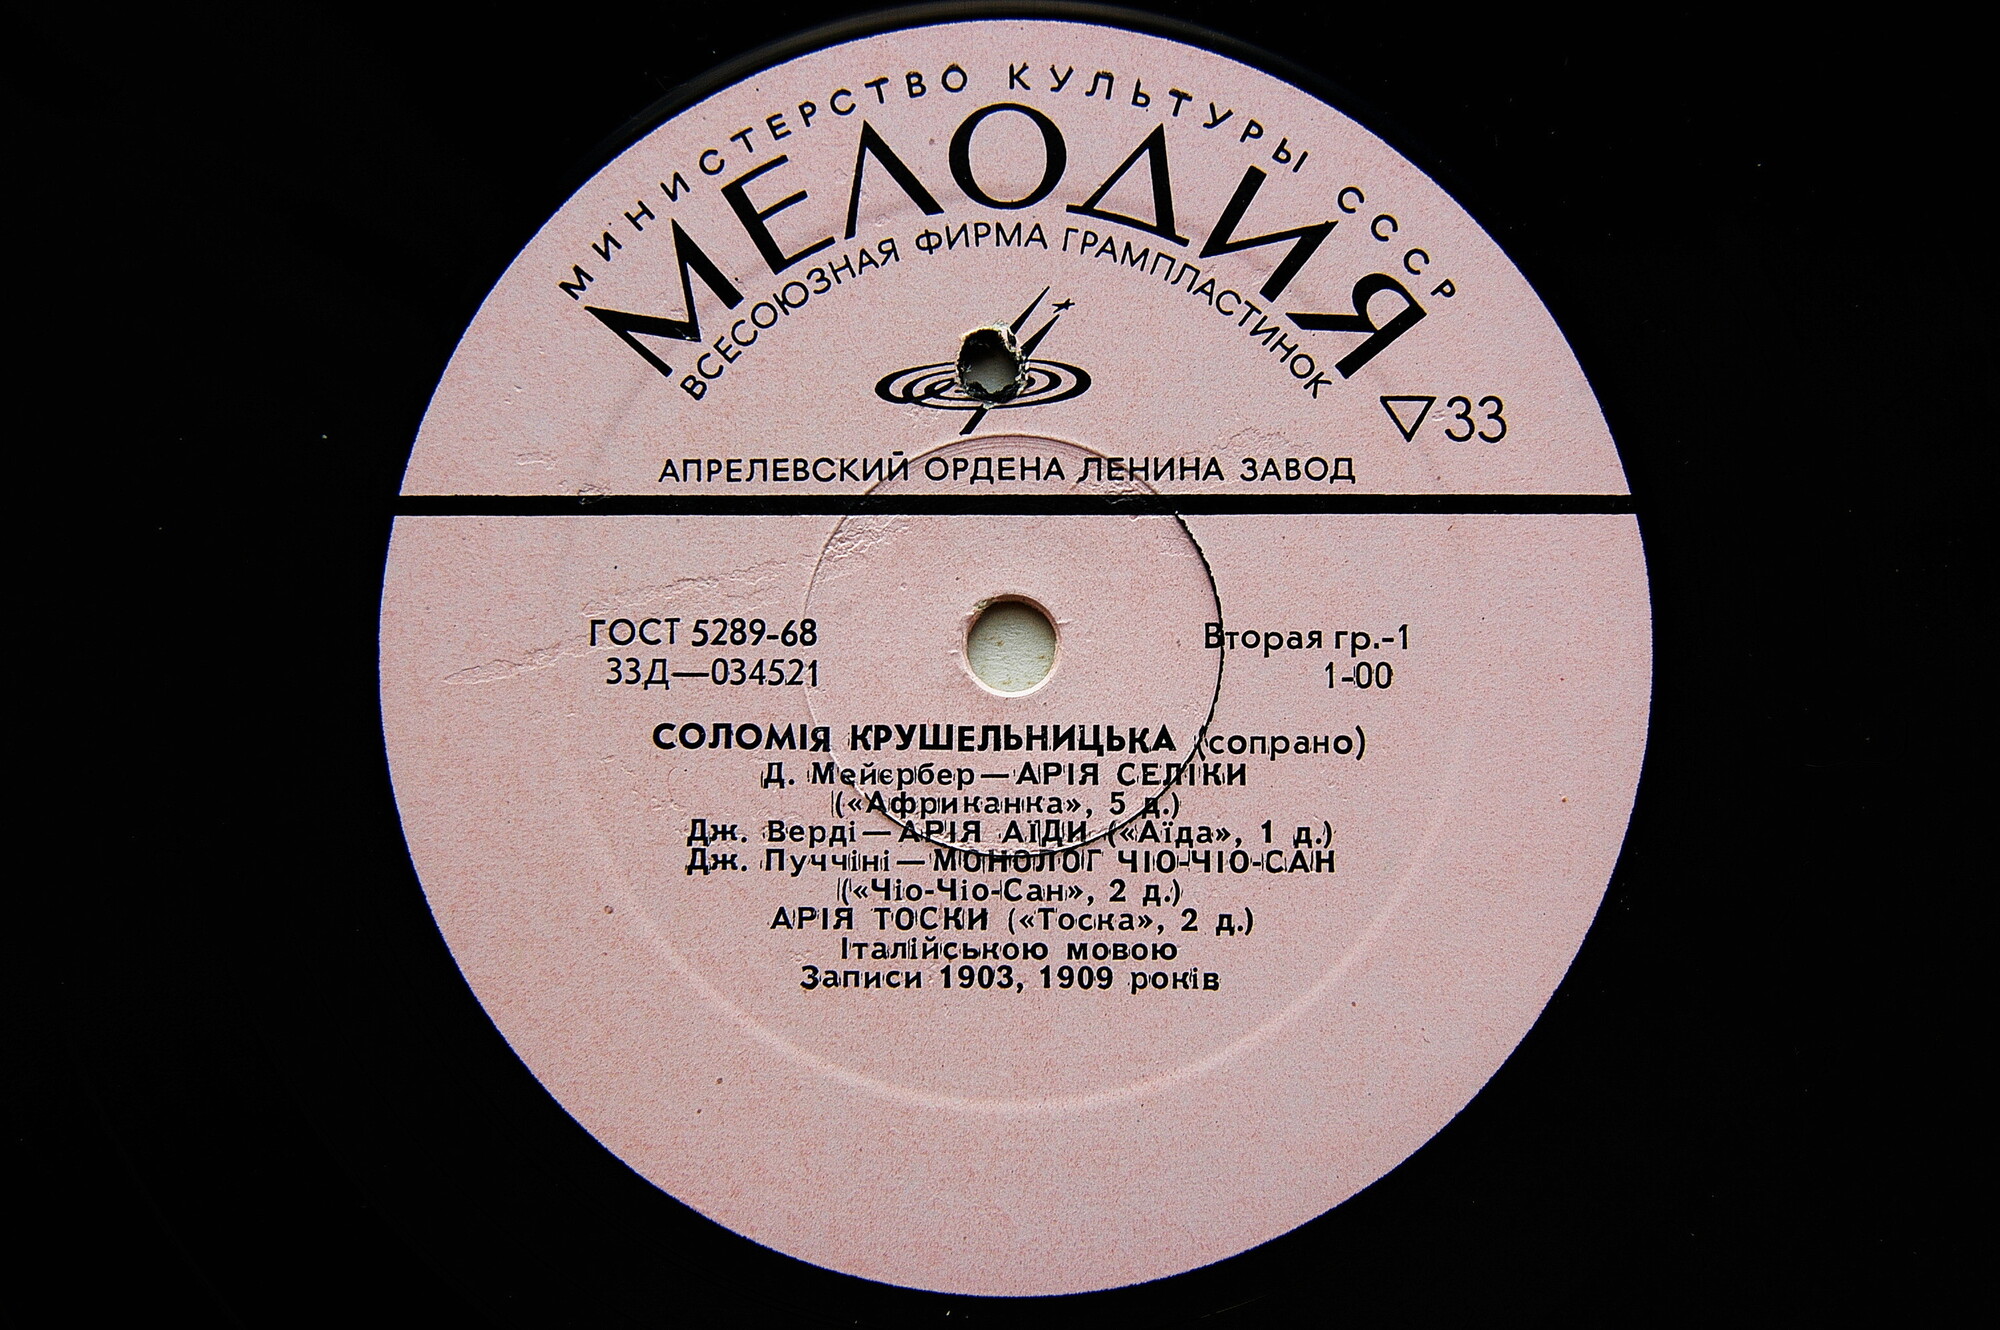 МИНИСТЕРСТВО КУЛЬТУРЫ СССР
МЕЛОДИЯ
ВСЕСОЮЗНАЯ ФИРМА ГРАМПЛАСТИНОК
33
АПРЕЛЕВСКИЙ ОРДЕНА ЛЕНИНА ЗАВОД
ГОСТ 5289-68
Вторая гр.-1
33Д—034521
1-00
СОЛОМІЯ КРУШЕЛЬНИЦЬКА (сопрано)
Д. Мейєрбер—АРІЯ СЕЛІКИ
(«Африканка», 5 д.)
Дж. Верді—АРІЯ АЇДИ («Аїда», 1 д.)
Дж. Пуччіні—МОНОЛОГ ЧІО-ЧІО-САН
(«Чіо-Чіо-Сан», 2 д.)
АРІЯ ТОСКИ («Тоска», 2 д.)
Італійською мовою
Записи 1903, 1909 років